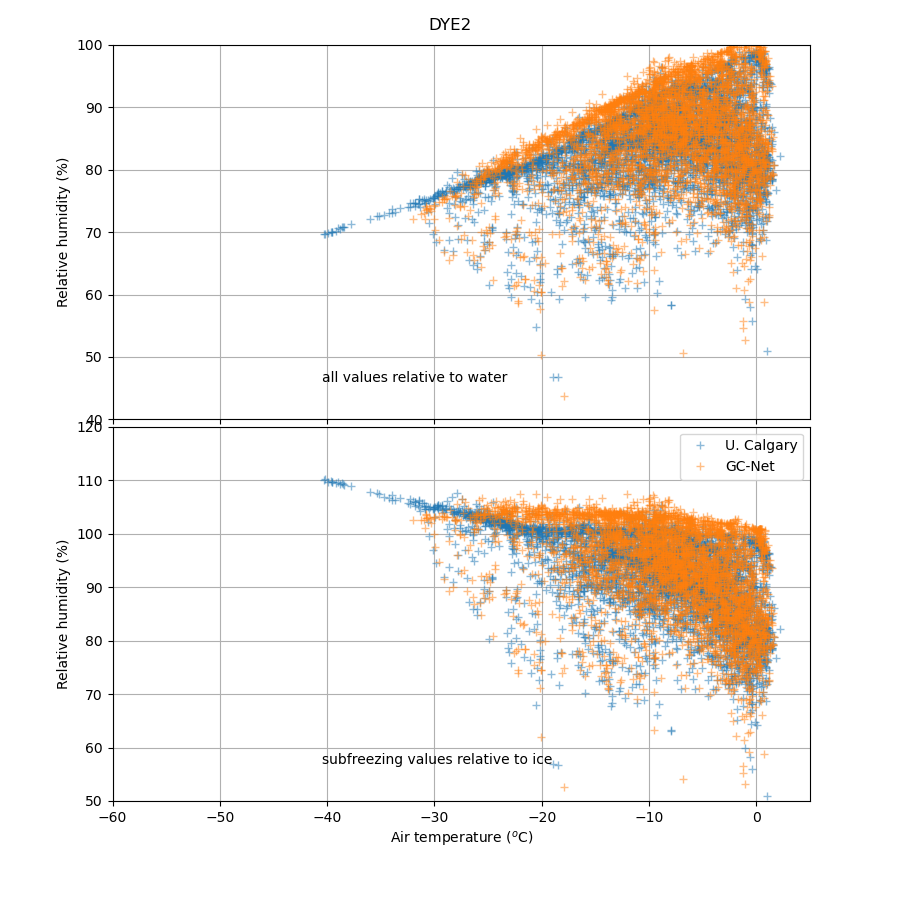 DYE2
100
90
80
70
60
50
40
Relative humidity (%)
all values relative to water
120
110
100
90
80
70
60
50
Relative humidity (%)
U. Calgary
GC-Net
subfreezing values relative to ice
−60 −50 −40 −30 −20 −10 0
Air temperature (°C)